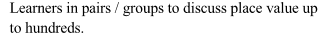 Learners in pairs / groups to discuss place value up
to hundreds.